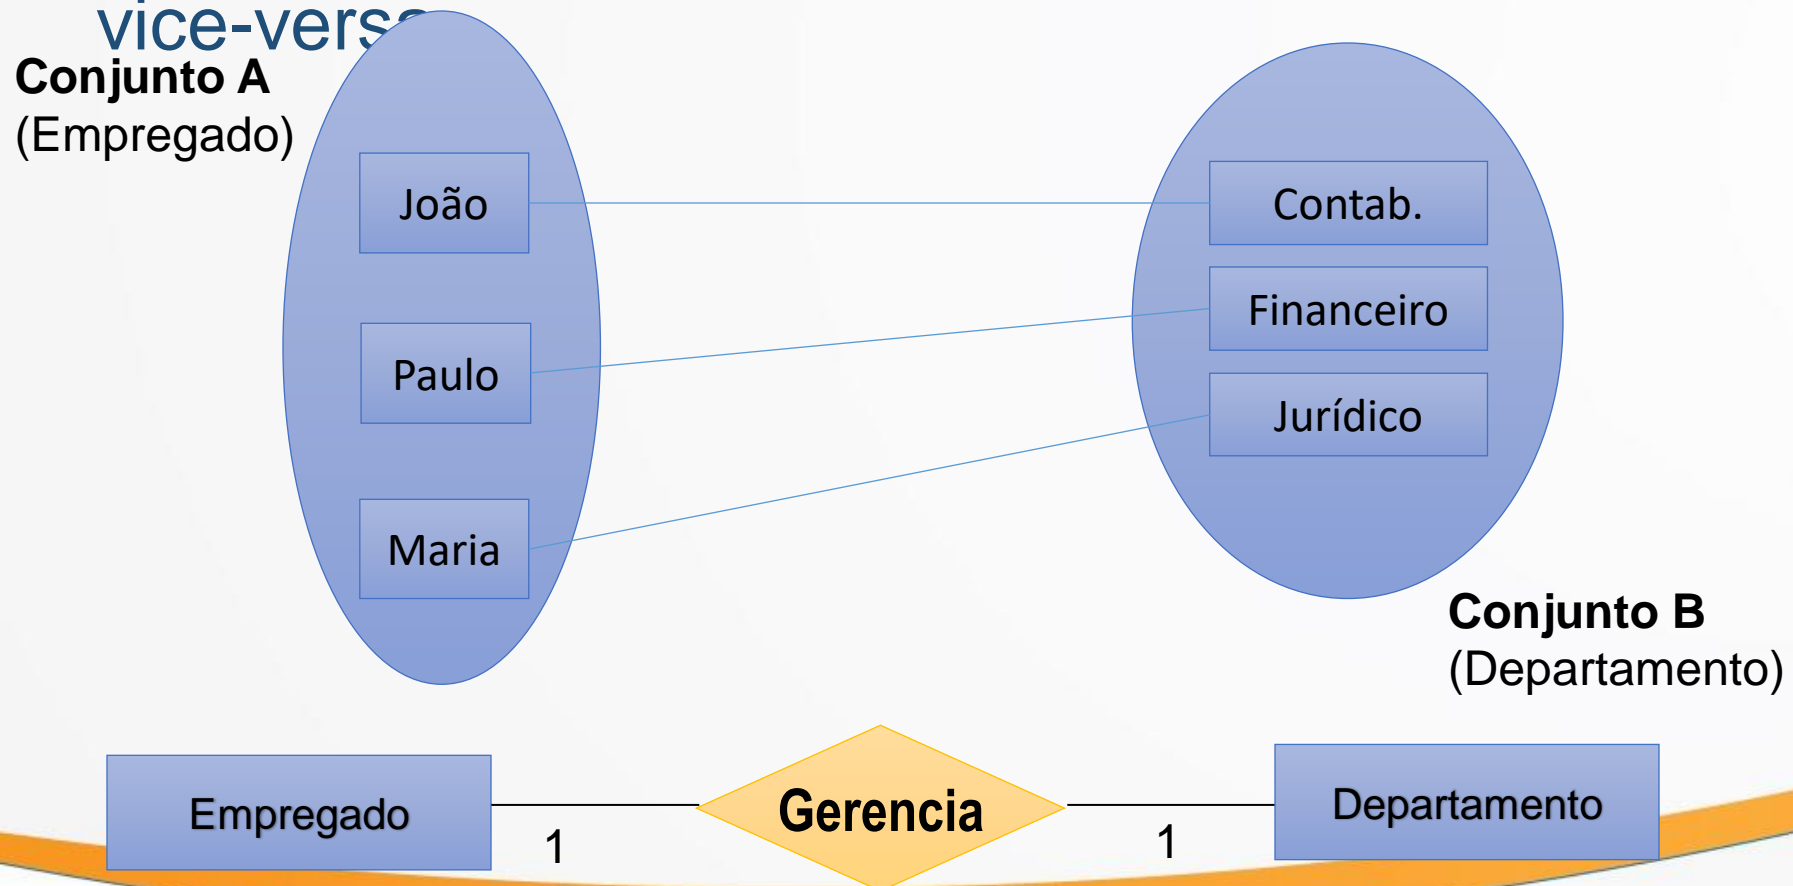 vice-versa
Conjunto A
(Empregado)
João
Contab.
Financeiro
Paulo
Jurídico
Maria
Conjunto B
(Departamento)
Empregado
1
Gerencia
1
Departamento